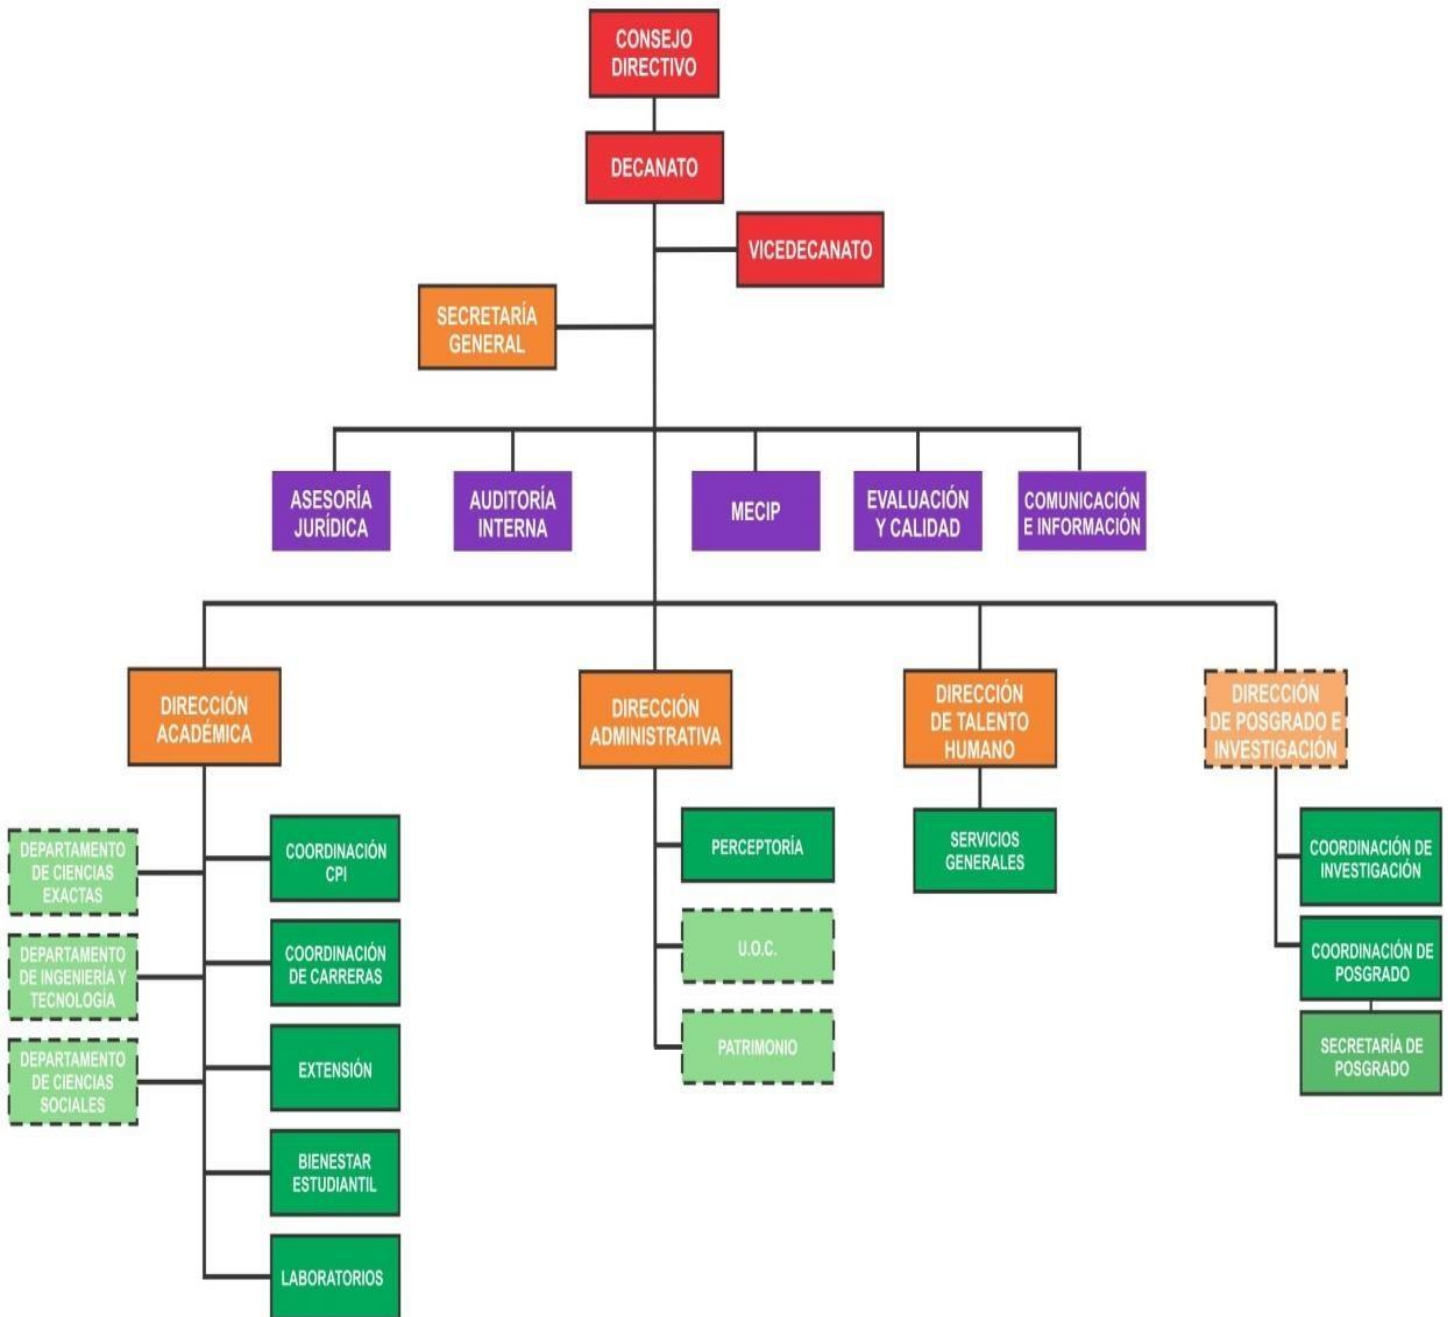 CONSEJO
DIRECTIVO
DECANATO
VICEDECANATO
SECRETARÍA
GENERAL
ASESORÍA
JURÍDICA
AUDITORÍA
INTERNA
MECIP
EVALUACIÓN
Y CALIDAD
COMUNICACIÓN
E INFORMACIÓN
DIRECCIÓN
ACADÉMICA
DIRECCIÓN
ADMINISTRATIVA
DIRECCIÓN
DE TALENTO
HUMANO
DIRECCIÓN
DE POSGRADO E
INVESTIGACIÓN
DEPARTAMENTO
DE CIENCIAS
EXACTAS
DEPARTAMENTO
DE INGENIERÍA Y
TECNOLOGÍA
DEPARTAMENTO
DE CIENCIAS
SOCIALES
COORDINACIÓN
CPI
COORDINACIÓN
DE CARRERAS
EXTENSIÓN
BIENESTAR
ESTUDIANTIL
LABORATORIOS
PERCEPTORÍA
U.O.C.
PATRIMONIO
SERVICIOS
GENERALES
COORDINACIÓN DE
INVESTIGACIÓN
COORDINACIÓN DE
POSGRADO
SECRETARÍA DE
POSGRADO